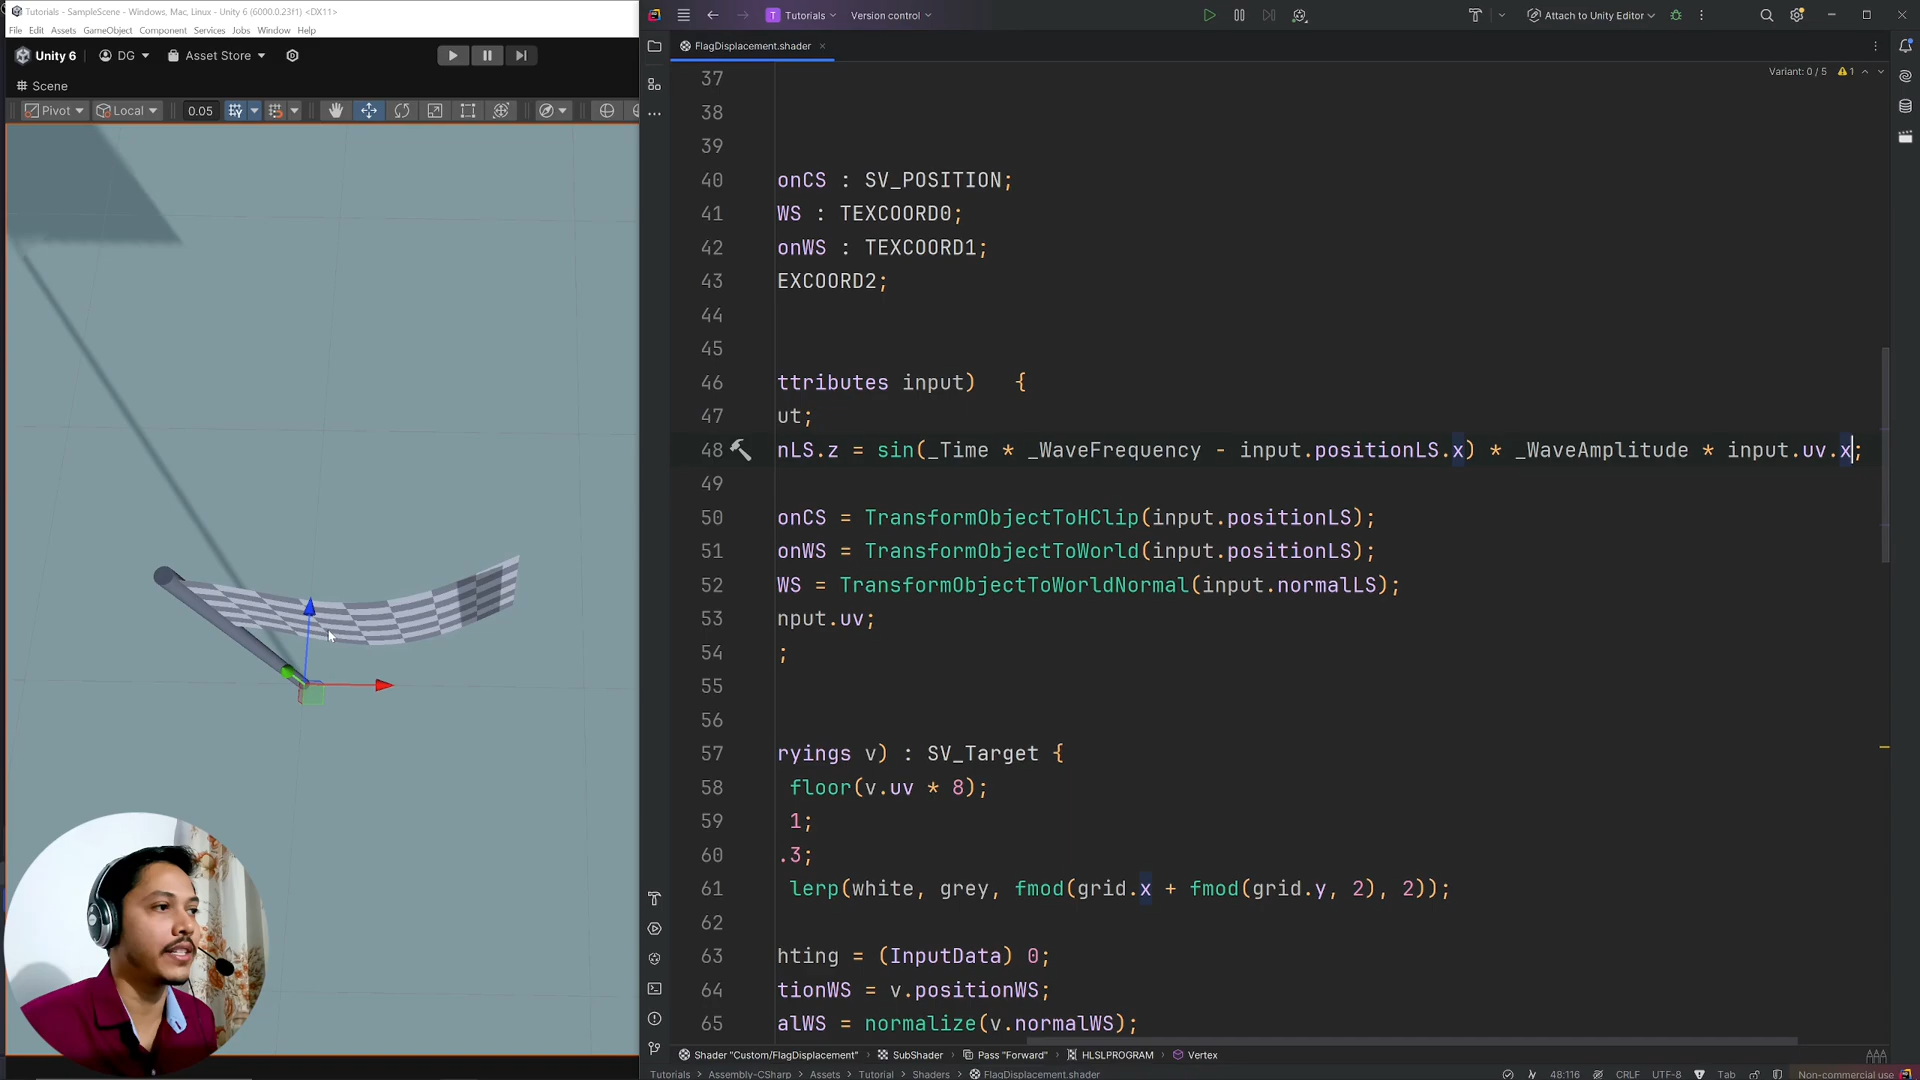 Tutorials - SampleScene - Windows, Mac, Linux - Unity 6 (6000.0.23f1) <DX11>
File Edit Assets GameObject Component Services Jobs Window Help
Unity 6 DG Asset Store
Scene
Pivot Local 0.05
T Tutorials Version control Attach to Unity Editor
FlagDisplacement.shader
Variant: 0 / 5 1
37
38
39
40 onCS : SV_POSITION;
41 WS : TEXCOORD0;
42 onWS : TEXCOORD1;
43 EXCOORD2;
44
45
46 ttributes input) {
47 ut;
48 nLS.z = sin(_Time * _WaveFrequency - input.positionLS.x) * _WaveAmplitude * input.uv.x;
49
50 onCS = TransformObjectToHClip(input.positionLS);
51 onWS = TransformObjectToWorld(input.positionLS);
52 WS = TransformObjectToWorldNormal(input.normalLS);
53 nput.uv;
54 ;
55
56
57 ryings v) : SV_Target {
58 floor(v.uv * 8);
59 1;
60 .3;
61 lerp(white, grey, fmod(grid.x + fmod(grid.y, 2), 2));
62
63 hting = (InputData) 0;
64 tionWS = v.positionWS;
65 alWS = normalize(v.normalWS);
Shader "Custom/FlagDisplacement" SubShader Pass "Forward" HLSLPROGRAM Vertex
Tutorials Assembly-CSharp Assets Tutorial Shaders FlagDisplacement.shader 48:116 CRLF UTF-8 Tab Non-commercial use